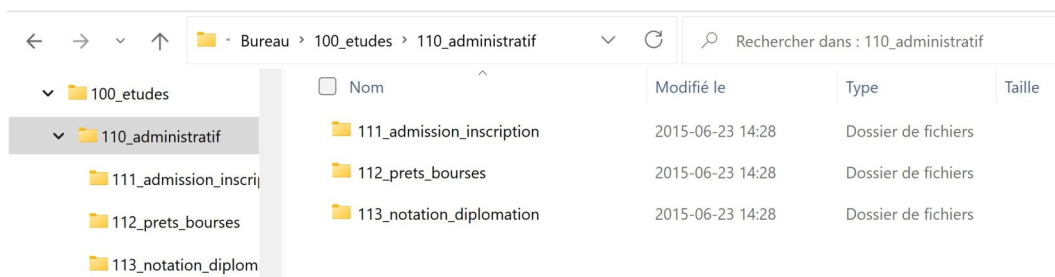 Bureau > 100_etudes > 110_administratif Rechercher dans : 110_administratif
100_etudes
110_administratif
111_admission_inscrip
112_prets_bourses
113_notation_diplom
Nom Modifié le Type Taille
111_admission_inscription 2015-06-23 14:28 Dossier de fichiers
112_prets_bourses 2015-06-23 14:28 Dossier de fichiers
113_notation_diplomation 2015-06-23 14:28 Dossier de fichiers